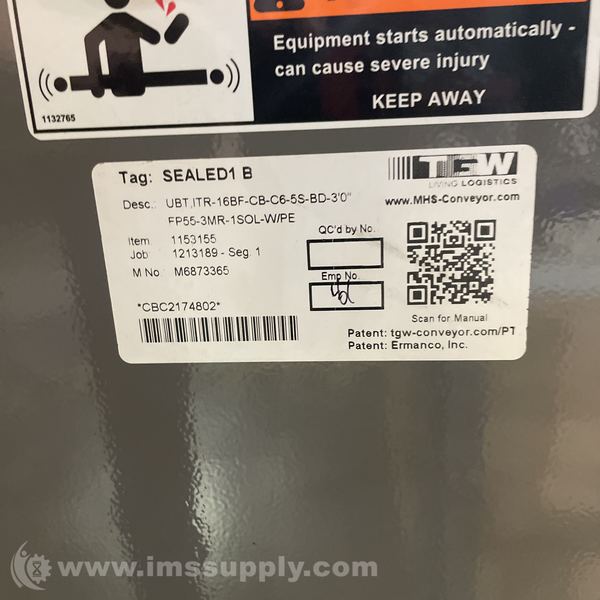 Equipment starts automatically -
can cause severe injury
KEEP AWAY
1132765
Tag: SEALED1 B
TGW
LIVING LOGISTICS
www.MHS-Conveyor.com
Desc.: UBT,ITR-16BF-CB-C6-5S-BD-3'0"
FP55-3MR-1SOL-W/PE
Item 1153155
Job 1213189 - Seg. 1
M No M6873365
QC'd by No.
Emp No.
*CBC2174802*
Scan for Manual
Patent: tgw-conveyor.com/PT
Patent: Ermanco, Inc.
www.imssupply.com